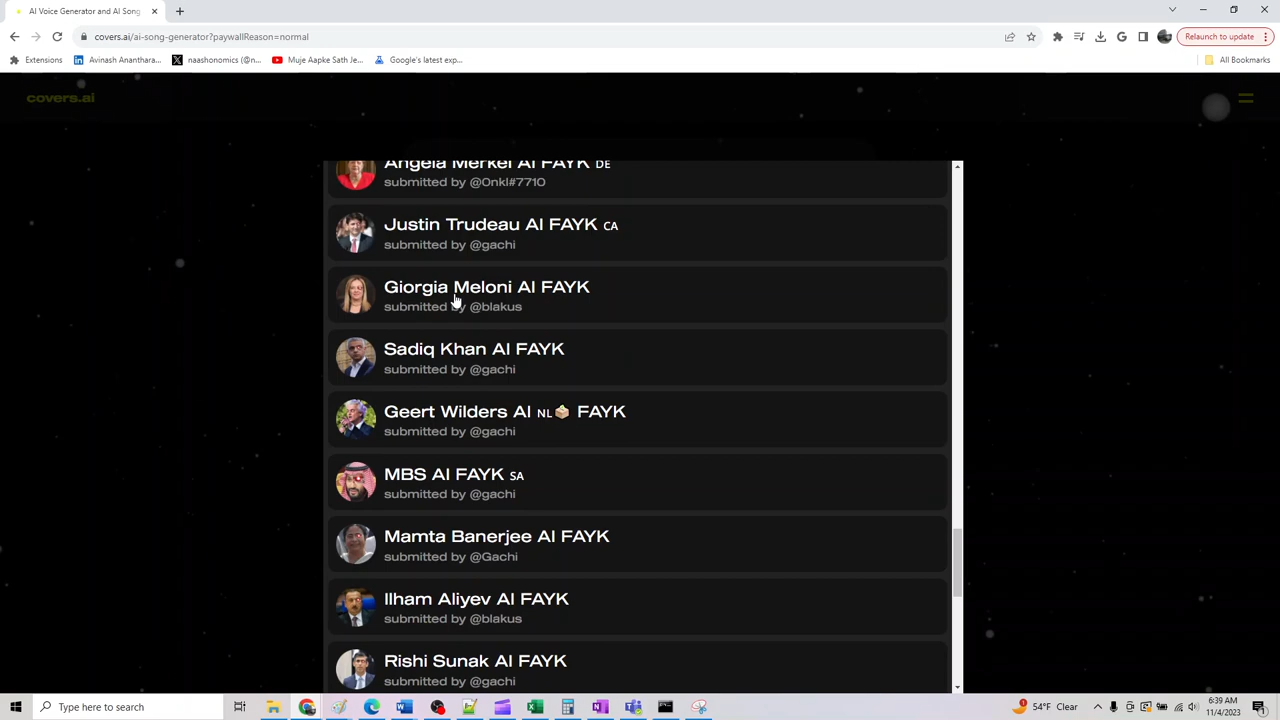 AI Voice Generator and AI Song
covers.ai/ai-song-generator?paywallReason=normal
Relaunch to update
Extensions
Avinash Ananthara...
naashonomics (@n...
Muje Aapke Sath Je...
Google's latest exp...
All Bookmarks
covers.ai
Angela Merkel AI FAYK DE
submitted by @0nkl#7710
Justin Trudeau AI FAYK CA
submitted by @gachi
Giorgia Meloni AI FAYK
submitted by @blakus
Sadiq Khan AI FAYK
submitted by @gachi
Geert Wilders AI NL FAYK
submitted by @gachi
MBS AI FAYK SA
submitted by @gachi
Mamta Banerjee AI FAYK
submitted by @Gachi
Ilham Aliyev AI FAYK
submitted by @blakus
Rishi Sunak AI FAYK
submitted by @gachi
Type here to search
54°F Clear
6:39 AM
11/4/2023